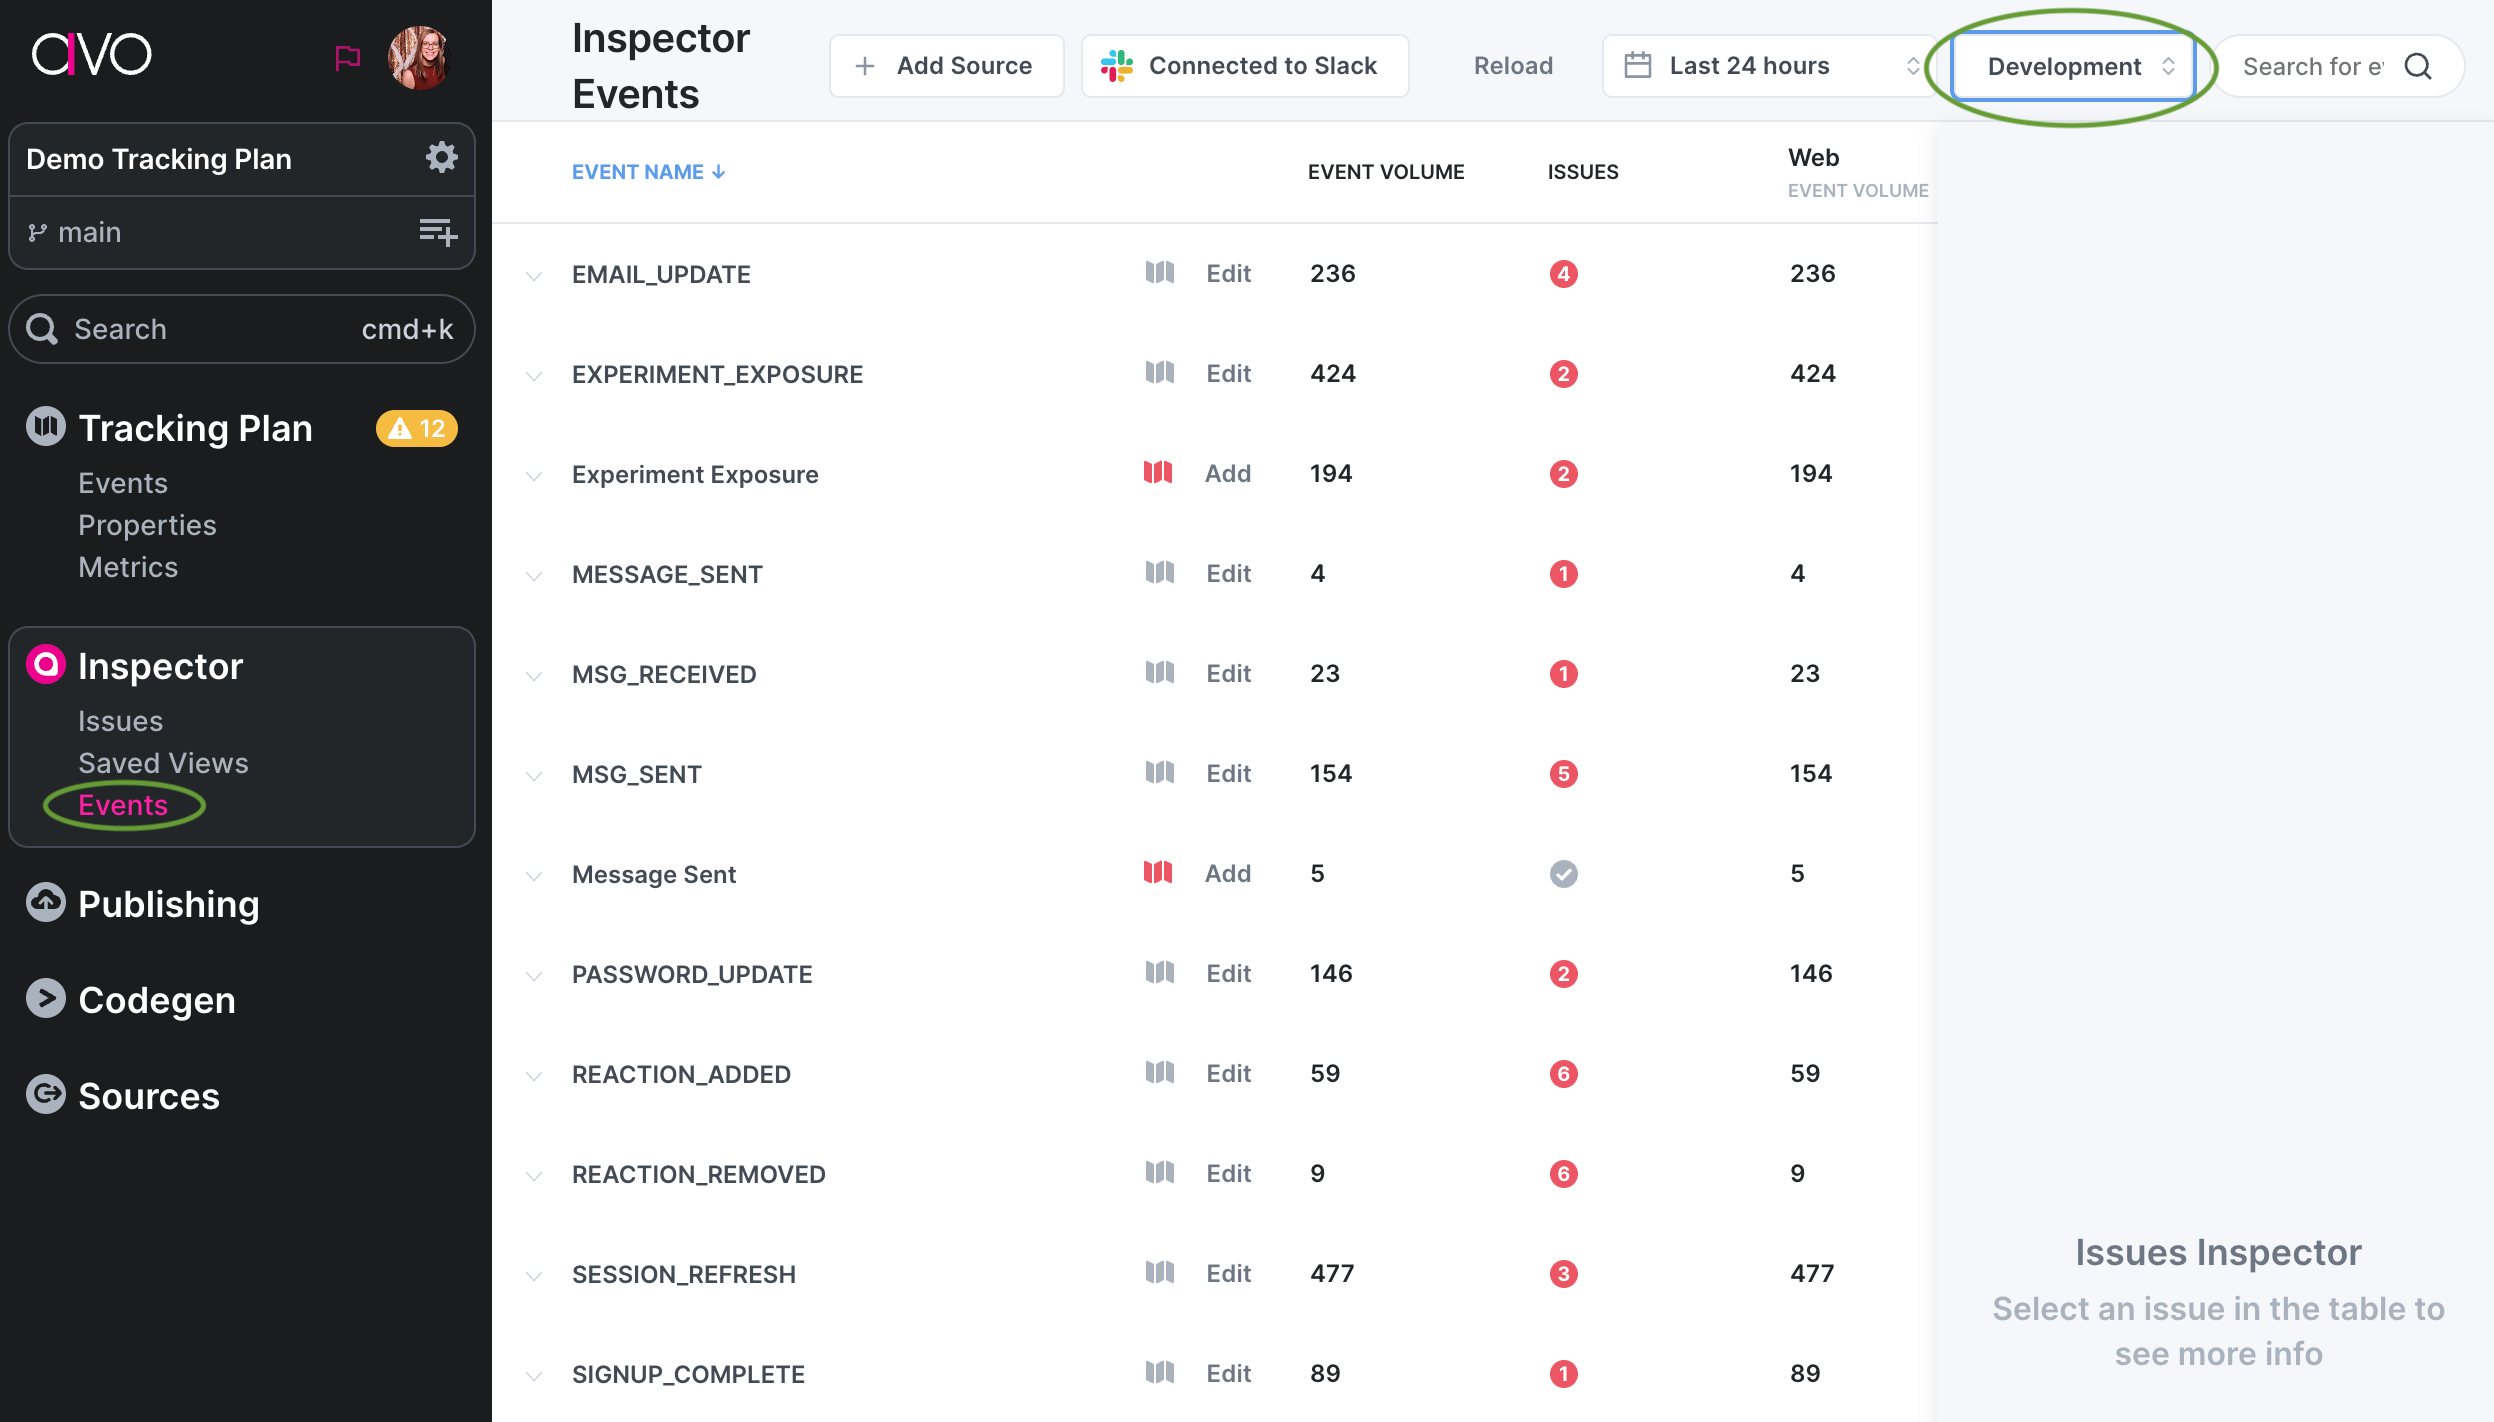 avo
Demo Tracking Plan
main
Search cmd+k
Tracking Plan 12
Events
Properties
Metrics
Inspector
Issues
Saved Views
Events
Publishing
Codegen
Sources
Inspector
Events
+ Add Source
Connected to Slack
Reload
Last 24 hours
Development
Search for e
EVENT NAME ↓ EVENT VOLUME ISSUES Web
EVENT VOLUME
EMAIL_UPDATE Edit 236 4 236
EXPERIMENT_EXPOSURE Edit 424 2 424
Experiment Exposure Add 194 2 194
MESSAGE_SENT Edit 4 1 4
MSG_RECEIVED Edit 23 1 23
MSG_SENT Edit 154 5 154
Message Sent Add 5 5
PASSWORD_UPDATE Edit 146 2 146
REACTION_ADDED Edit 59 6 59
REACTION_REMOVED Edit 9 6 9
SESSION_REFRESH Edit 477 3 477
SIGNUP_COMPLETE Edit 89 1 89
Issues Inspector
Select an issue in the table to
see more info